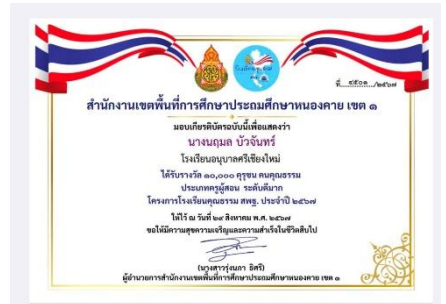 ที่ ๔๕๐๑ /๒๕๖๗
สำนักงานเขตพื้นที่การศึกษาประถมศึกษาหนองคาย เขต ๑
มอบเกียรติบัตรฉบับนี้เพื่อแสดงว่า
นางนฤมล บัวจันทร์
โรงเรียนอนุบาลศรีเชียงใหม่
ได้รับรางวัล ๑๐,๐๐๐ คุรุชน คนคุณธรรม
ประเภทครูผู้สอน ระดับดีมาก
โครงการโรงเรียนคุณธรรม สพฐ. ประจำปี ๒๕๖๗
ให้ไว้ ณ วันที่ ๒๙ สิงหาคม พ.ศ. ๒๕๖๗
ขอให้มีความสุขความเจริญและความสำเร็จในชีวิตสืบไป
(นางสาวรุ่งนภา อิศรี)
ผู้อำนวยการสำนักงานเขตพื้นที่การศึกษาประถมศึกษาหนองคาย เขต ๑